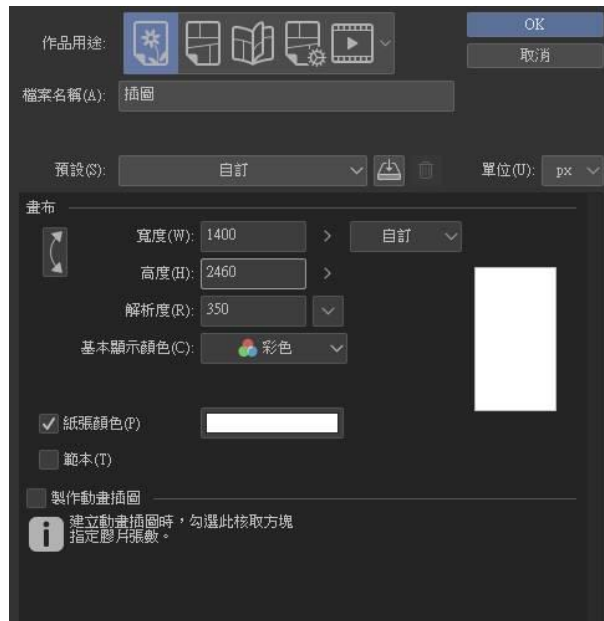 作品用途:
OK
取消
檔案名稱(A): 插圖
預設(S): 自訂 單位(U): px
畫布
寬度(W): 1400 自訂
高度(H): 2460
解析度(R): 350
基本顯示顏色(C): 彩色
紙張顏色(P)
範本(T)
製作動畫插圖
建立動畫插圖時，勾選此核取方塊
指定膠片張數。